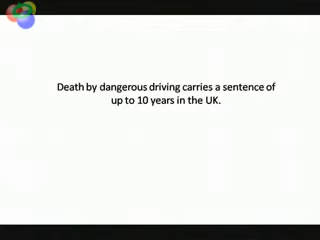 Death by dangerous driving carries a sentence of
up to 10 years in the UK.